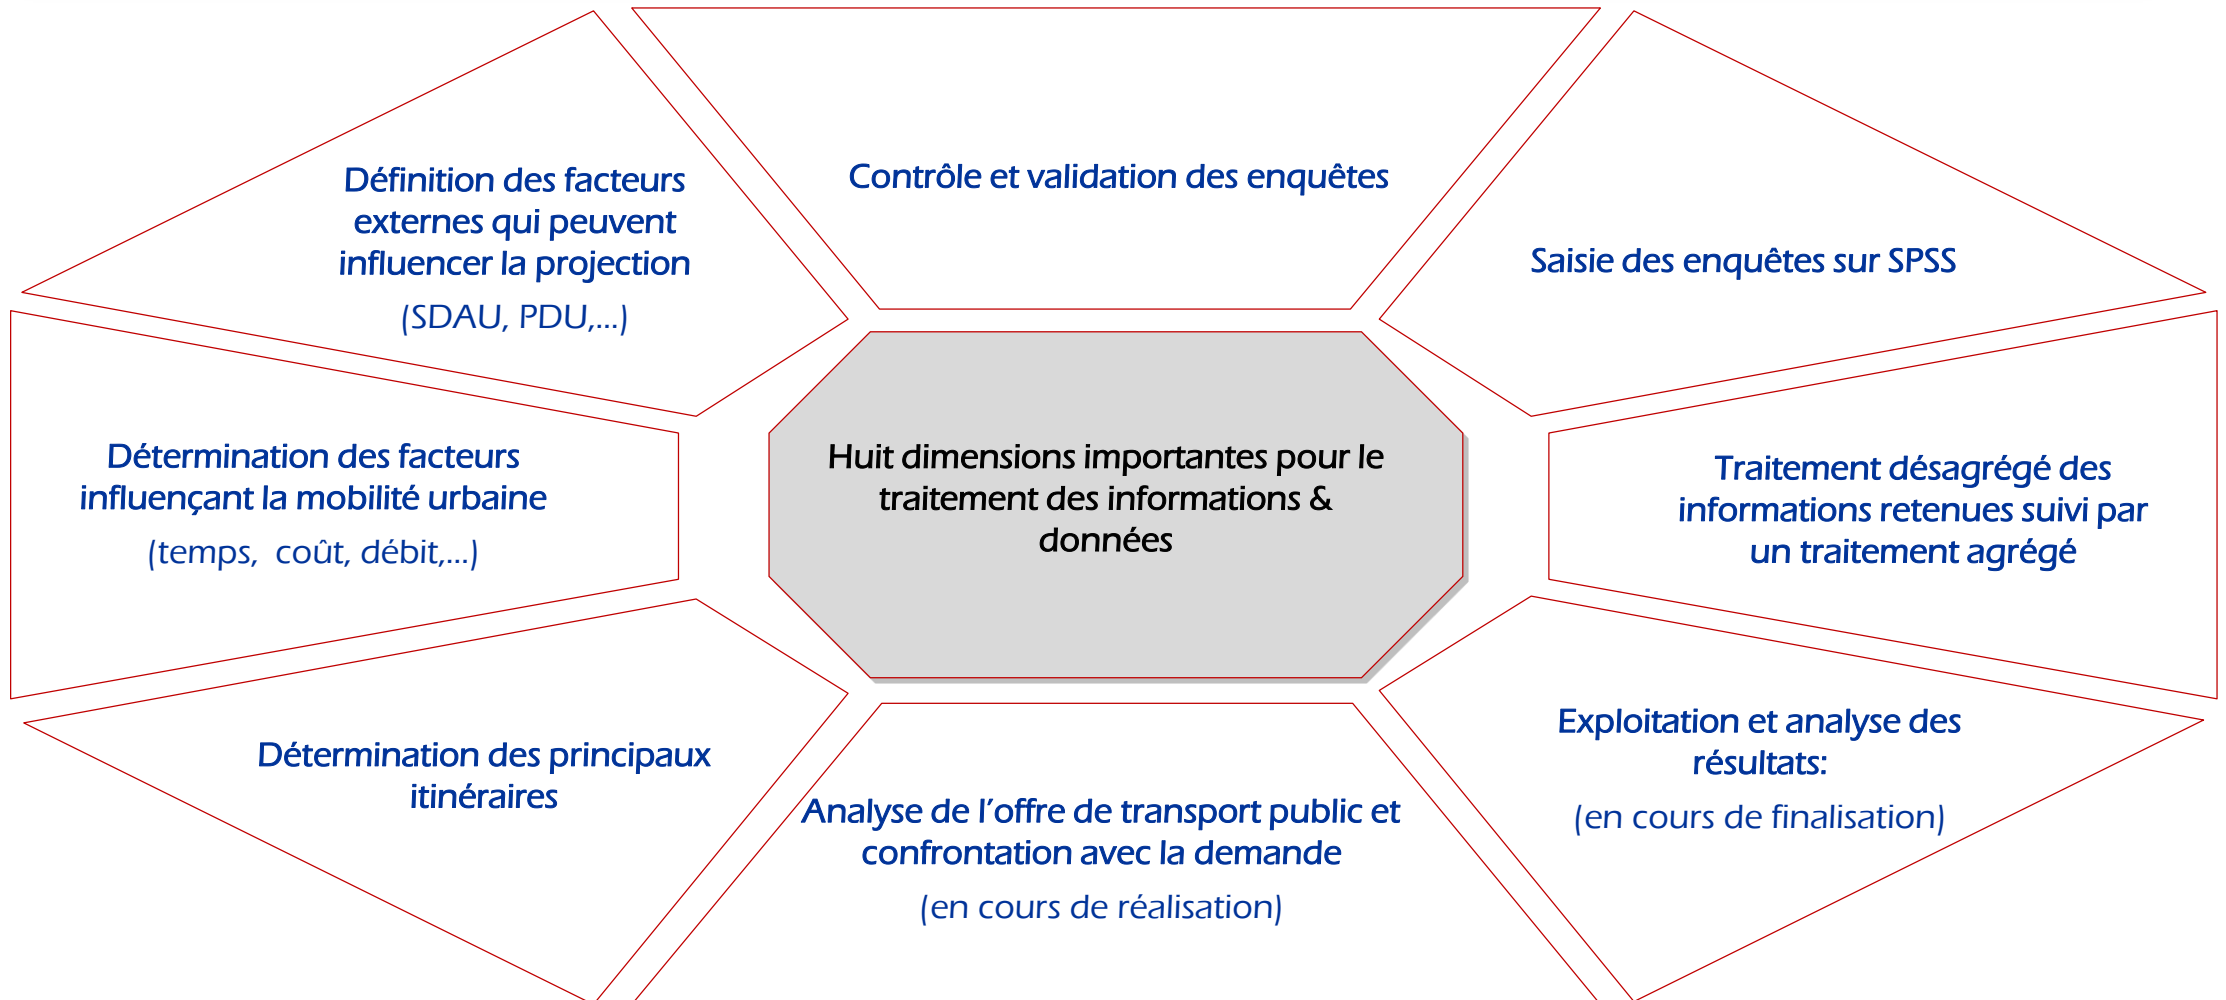 Contrôle et validation des enquêtes
Saisie des enquêtes sur SPSS
Traitement désagrégé des
informations retenues suivi par
un traitement agrégé
Exploitation et analyse des
résultats:
(en cours de finalisation)
Analyse de l’offre de transport public et
confrontation avec la demande
(en cours de réalisation)
Détermination des principaux
itinéraires
Détermination des facteurs
influençant la mobilité urbaine
(temps,  coût, débit,...)
Définition des facteurs
externes qui peuvent
influencer la projection
(SDAU, PDU,...)
Huit dimensions importantes pour le
traitement des informations &
données